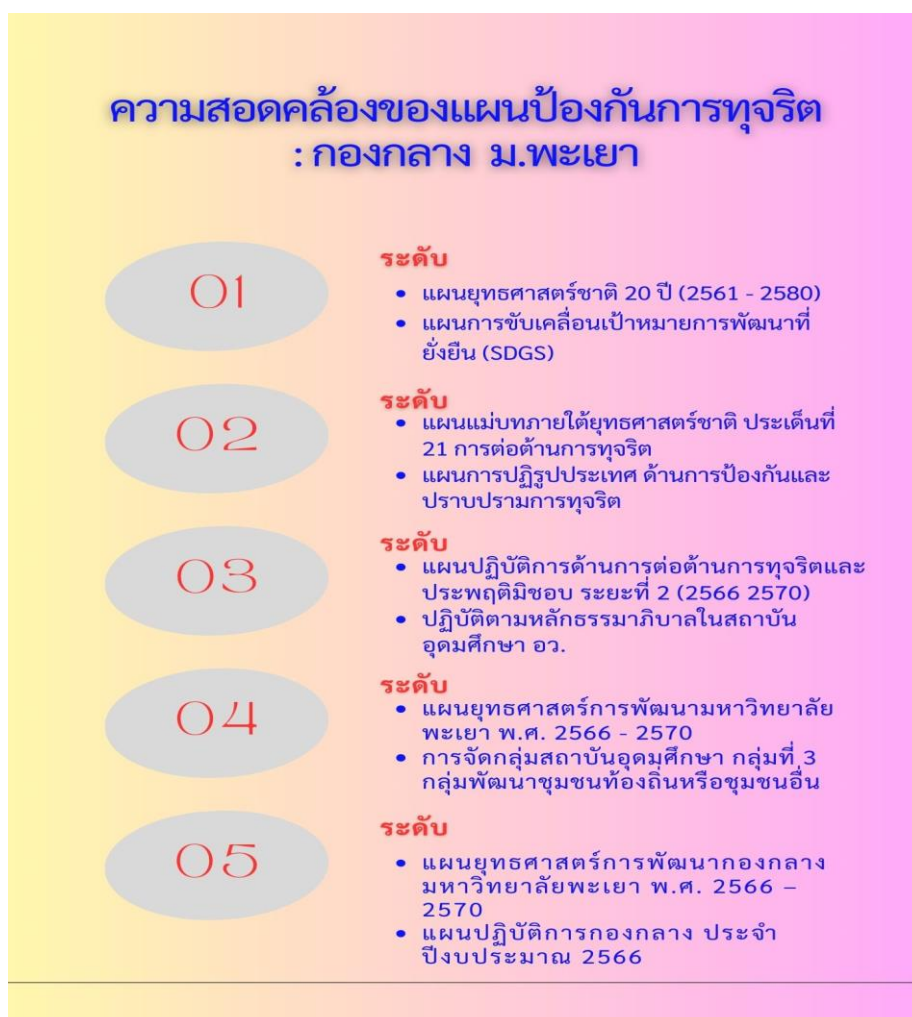 ความสอดคล้องของแผนป้องกันการทุจริต
: กองกลาง ม.พะเยา
01
ระดับ
• แผนยุทธศาสตร์ชาติ 20 ปี (2561 - 2580)
• แผนการขับเคลื่อนเป้าหมายการพัฒนาที่
ยั่งยืน (SDGS)
02
ระดับ
• แผนแม่บทภายใต้ยุทธศาสตร์ชาติ ประเด็นที่
21 การต่อต้านการทุจริต
• แผนการปฏิรูปประเทศ ด้านการป้องกันและ
ปราบปรามการทุจริต
03
ระดับ
• แผนปฏิบัติการด้านการต่อต้านการทุจริตและ
ประพฤติมิชอบ ระยะที่ 2 (2566 2570)
• ปฏิบัติตามหลักธรรมาภิบาลในสถาบัน
อุดมศึกษา อว.
04
ระดับ
• แผนยุทธศาสตร์การพัฒนามหาวิทยาลัย
พะเยา พ.ศ. 2566 - 2570
• การจัดกลุ่มสถาบันอุดมศึกษา กลุ่มที่ 3
กลุ่มพัฒนาชุมชนท้องถิ่นหรือชุมชนอื่น
05
ระดับ
• แผนยุทธศาสตร์การพัฒนากองกลาง
มหาวิทยาลัยพะเยา พ.ศ. 2566 –
2570
• แผนปฏิบัติการกองกลาง ประจำ
ปีงบประมาณ 2566